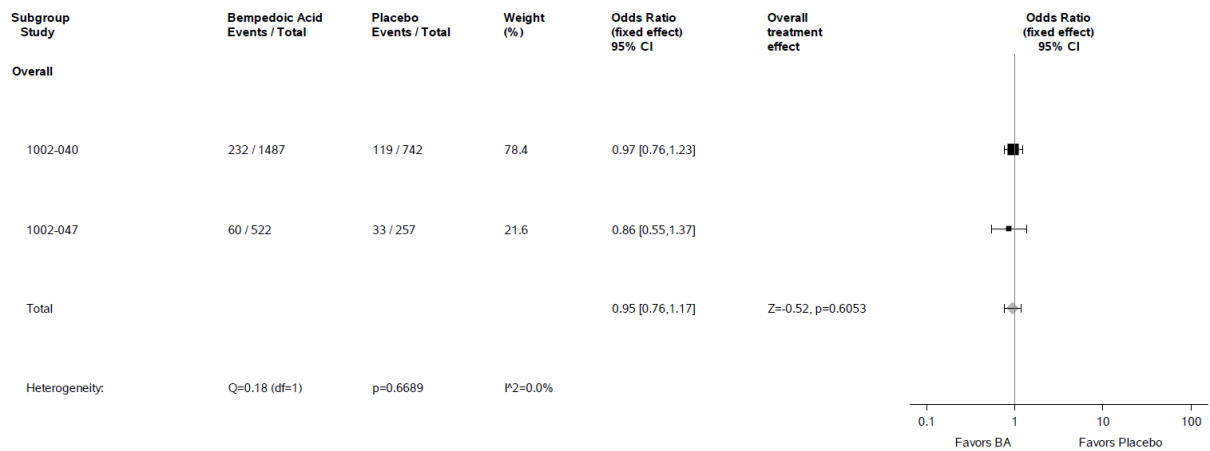 Subgroup Bempedoic Acid Placebo Weight Odds Ratio Overall Odds Ratio
Study Events / Total Events / Total (%) (fixed effect) treatment (fixed effect)
95% CI effect 95% CI
Overall
1002-040 232 / 1487 119 / 742 78.4 0.97 [0.76,1.23]
1002-047 60 / 522 33 / 257 21.6 0.86 [0.55,1.37]
Total 0.95 [0.76,1.17] Z=-0.52, p=0.6053
Heterogeneity: Q=0.18 (df=1) p=0.6689 I^2=0.0%
0.1 1 10 100
Favors BA Favors Placebo